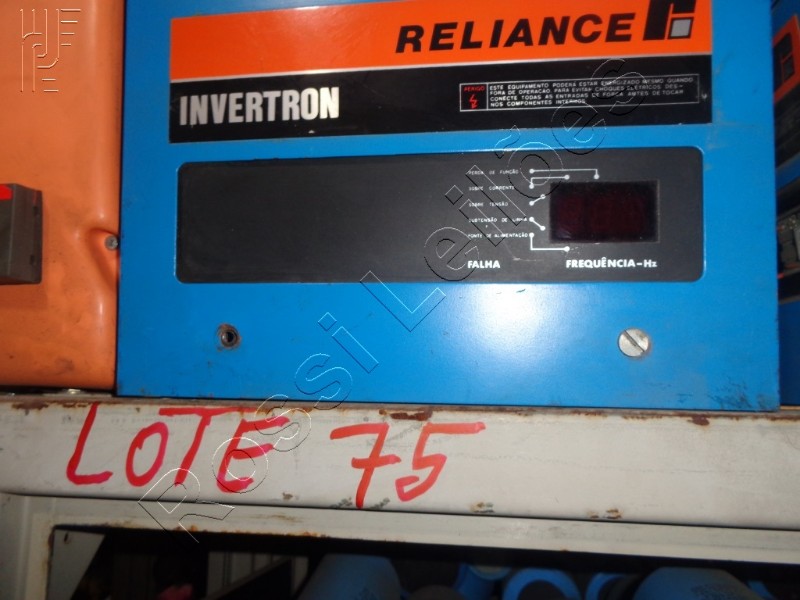 RELIANCE
INVERTRON
PERIGO
ESTE EQUIPAMENTO PODERÁ ESTAR ENERGIZADO MESMO QUANDO
FORA DE OPERAÇÃO. PARA EVITAR CHOQUES ELÉTRICOS DES-
CONECTE TODAS AS ENTRADAS DE FORÇA ANTES DE TOCAR
NOS COMPONENTES INTERNOS.
PERDA DE FUNÇÃO
SOBRE CORRENTE
SOBRE TENSÃO
SUBTENSÃO DE LINHA
FONTE DE ALIMENTAÇÃO
FALHA
FREQUÊNCIA-Hz
LOTE 75
Rossi Leilões